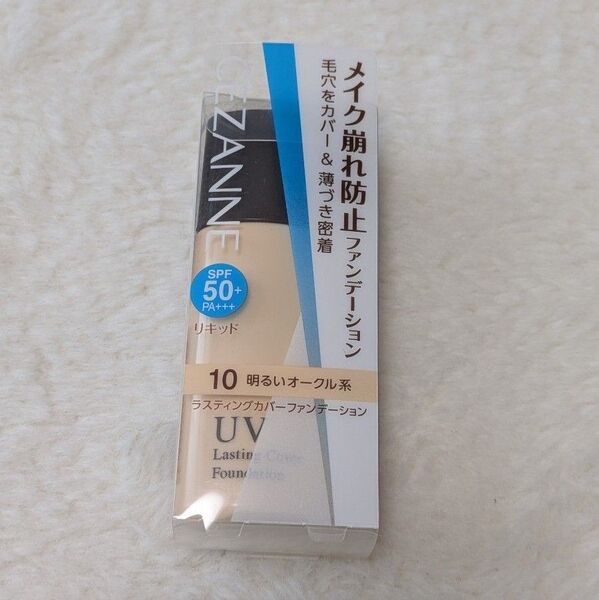 メイク崩れ防止ファンデーション
毛穴をカバー & 薄づき密着
CEZANNE
SPF
50+
PA+++
リキッド
10 明るいオークル系
ラスティングカバーファンデーション
UV
Lasting Cover
Foundation